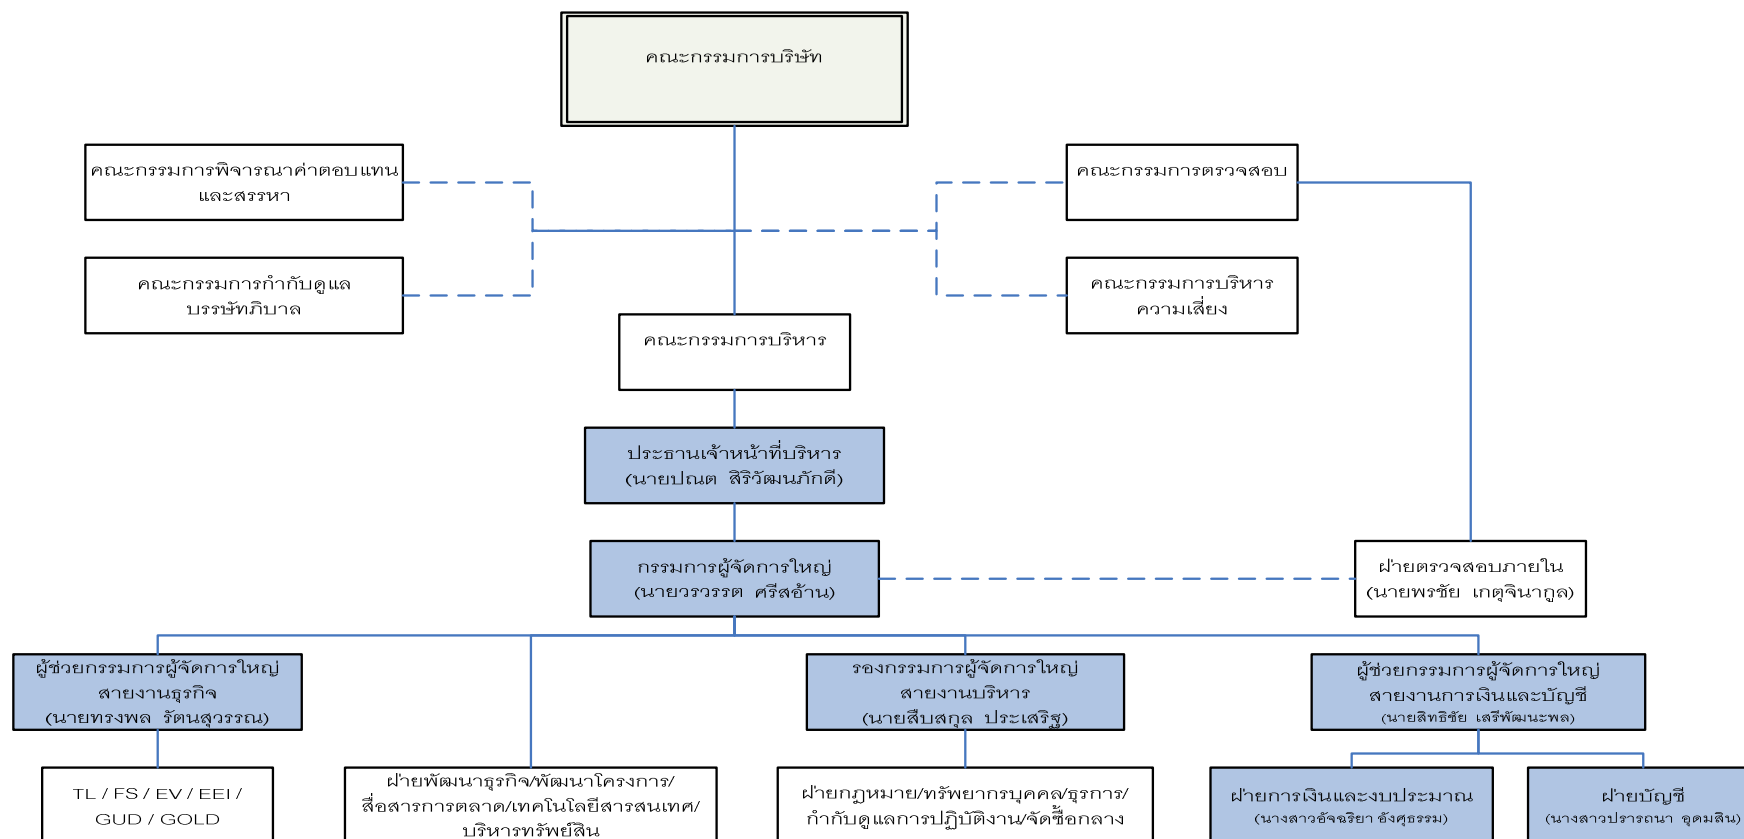 คณะกรรมการบริษัท
คณะกรรมการพิจารณาค่าตอบแทน
และสรรหา
คณะกรรมการตรวจสอบ
คณะกรรมการกำกับดูแล
บรรษัทภิบาล
คณะกรรมการบริหาร
ความเสี่ยง
คณะกรรมการบริหาร
ประธานเจ้าหน้าที่บริหาร
(นายปณต สิริวัฒนภักดี)
กรรมการผู้จัดการใหญ่
(นายวรวรรต ศรีสอ้าน)
ฝ่ายตรวจสอบภายใน
(นายพรชัย เกตุจินากูล)
ผู้ช่วยกรรมการผู้จัดการใหญ่
สายงานธุรกิจ
(นายทรงพล รัตนสุวรรณ)
รองกรรมการผู้จัดการใหญ่
สายงานบริหาร
(นายสืบสกุล ประเสริฐ)
ผู้ช่วยกรรมการผู้จัดการใหญ่
สายงานการเงินและบัญชี
(นายสิทธิชัย เสรีพัฒนะพล)
TL / FS / EV / EEI /
GUD / GOLD
ฝ่ายพัฒนาธุรกิจ/พัฒนาโครงการ/
สื่อสารการตลาด/เทคโนโลยีสารสนเทศ/
บริหารทรัพย์สิน
ฝ่ายกฎหมาย/ทรัพยากรบุคคล/ธุรการ/
กำกับดูแลการปฏิบัติงาน/จัดซื้อกลาง
ฝ่ายการเงินและงบประมาณ
(นางสาวอัจฉริยา อังศุธรรม)
ฝ่ายบัญชี
(นางสาวปรารถนา อุดมสิน)